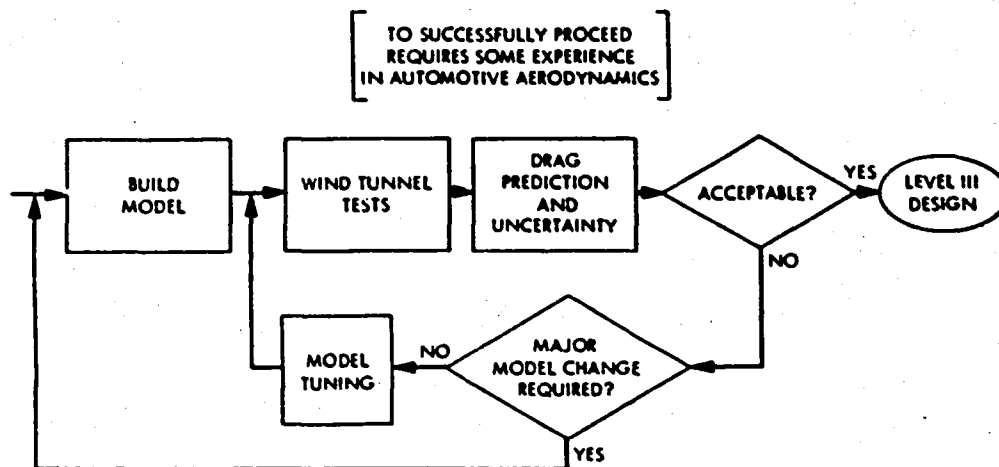 TO SUCCESSFULLY PROCEED
REQUIRES SOME EXPERIENCE
IN AUTOMOTIVE AERODYNAMICS
BUILD
MODEL
WIND TUNNEL
TESTS
DRAG
PREDICTION
AND
UNCERTAINTY
ACCEPTABLE?
YES
LEVEL III
DESIGN
NO
MAJOR
MODEL CHANGE
REQUIRED?
NO
MODEL
TUNING
YES